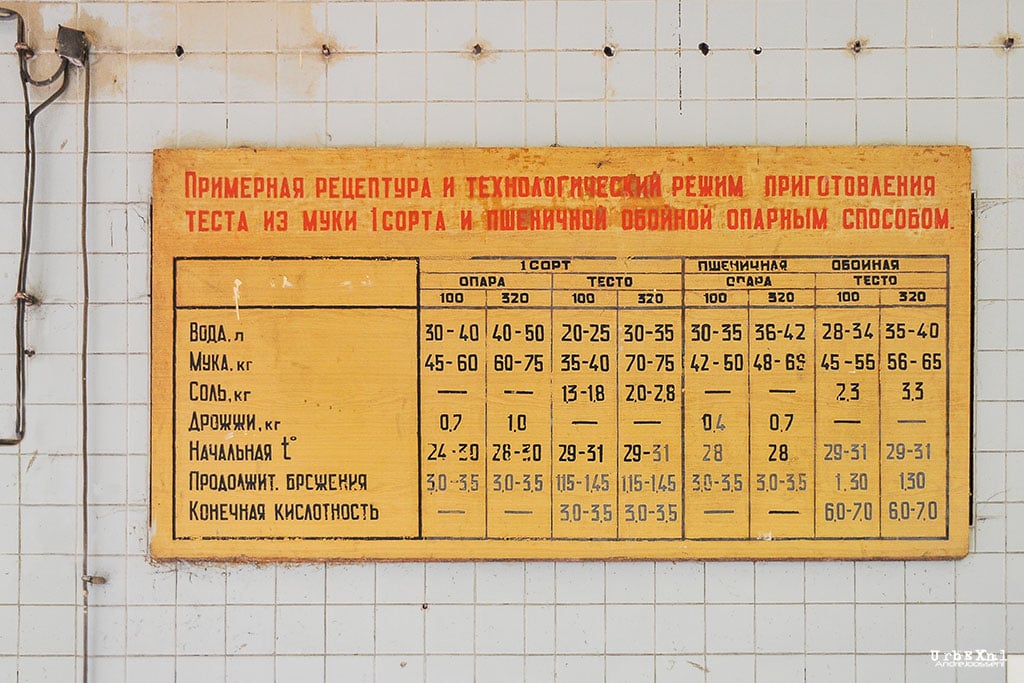 Примерная рецептура и технологический режим приготовления
теста из муки 1 сорта и пшеничной обойной опарным способом.
1 сорт пшеничная обойная
опара тесто опара тесто
100 320 100 320 100 320 100 320
Вода, л 30-40 40-50 20-25 30-35 30-35 36-42 28-34 35-40
Мука, кг 45-60 60-75 35-40 70-75 42-50 48-69 45-55 56-65
Соль, кг — — 1,3-1,8 2,0-2,8 — — 2,3 3,3
Дрожжи, кг 0,7 1,0 — — 0,4 0,7 — —
Начальная t° 24-30 28-30 29-31 29-31 28 28 29-31 29-31
Продолжит. брожения 3,0-3,5 3,0-3,5 1,15-1,45 1,15-1,45 3,0-3,5 3,0-3,5 1,30 1,30
Конечная кислотность — — 3,0-3,5 3,0-3,5 — — 6,0-7,0 6,0-7,0
UrbEXnl